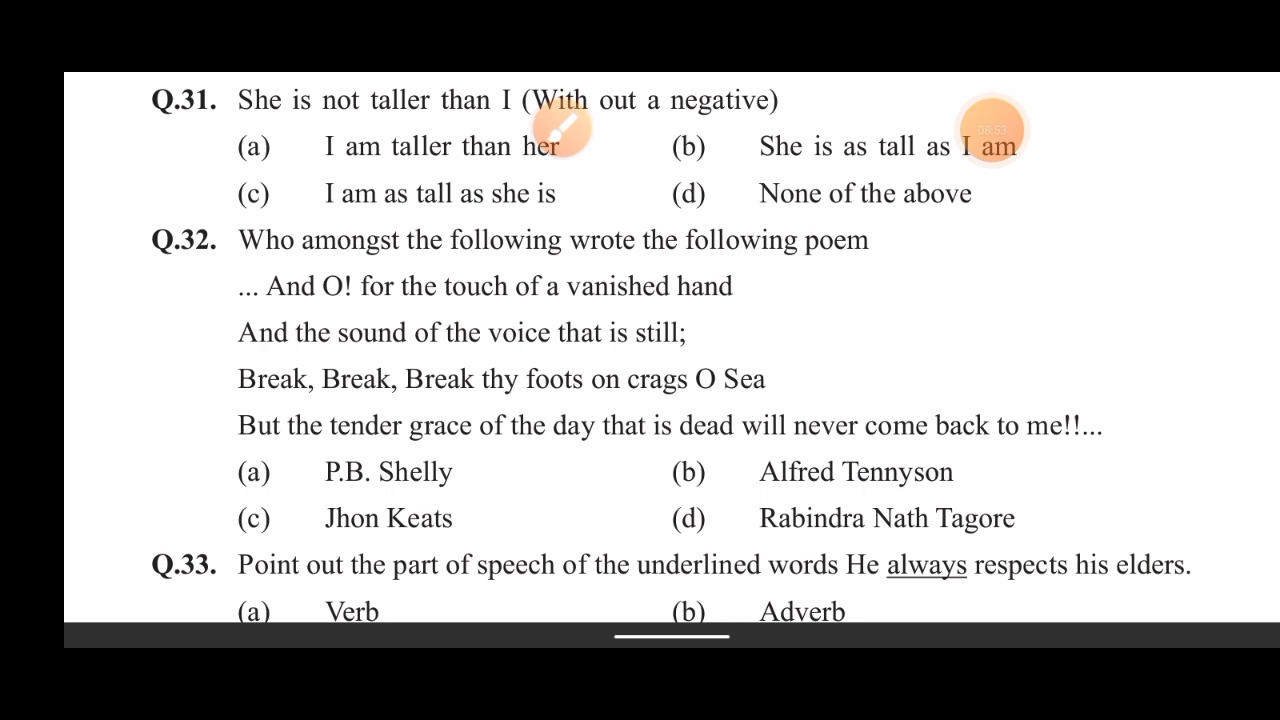 Q.31. She is not taller than I (With out a negative)
(a) I am taller than her (b) She is as tall as I am
08:53
(c) I am as tall as she is (d) None of the above
Q.32. Who amongst the following wrote the following poem
... And O! for the touch of a vanished hand
And the sound of the voice that is still;
Break, Break, Break thy foots on crags O Sea
But the tender grace of the day that is dead will never come back to me!!...
(a) P.B. Shelly (b) Alfred Tennyson
(c) Jhon Keats (d) Rabindra Nath Tagore
Q.33. Point out the part of speech of the underlined words He always respects his elders.
(a) Verb (b) Adverb